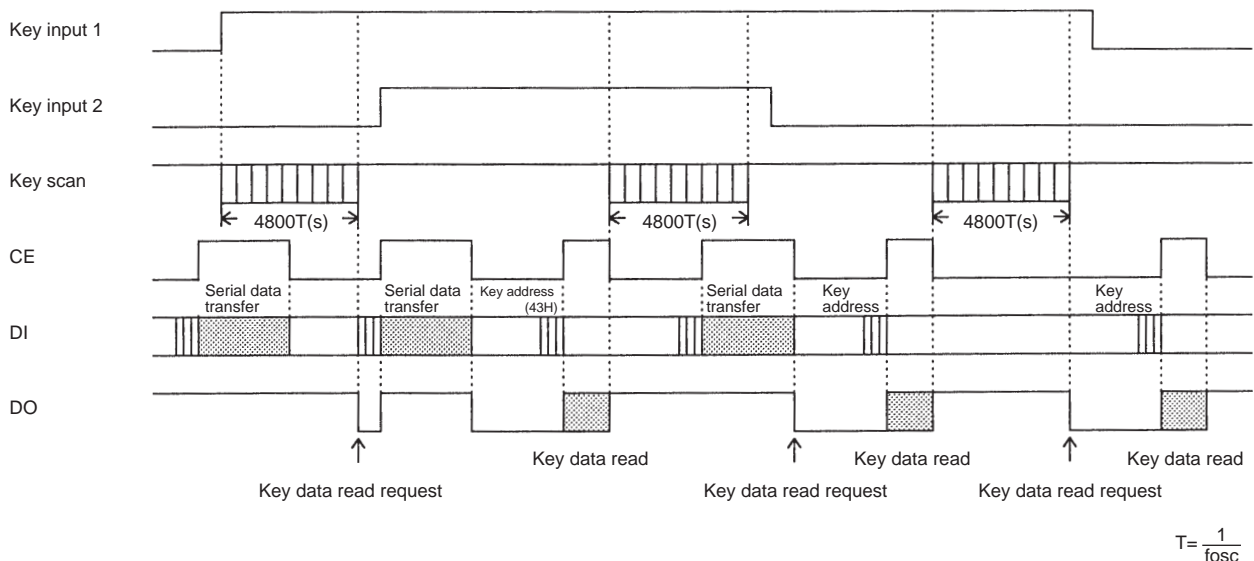 Key input 1
Key input 2
Key scan
4800T(s)
4800T(s)
4800T(s)
CE
Serial data
transfer
Serial data
transfer
Key address
(43H)
Serial data
transfer
Key
address
Key
address
DI
DO
Key data read
Key data read
Key data read
Key data read request
Key data read request
Key data read request
T= 1
fosc